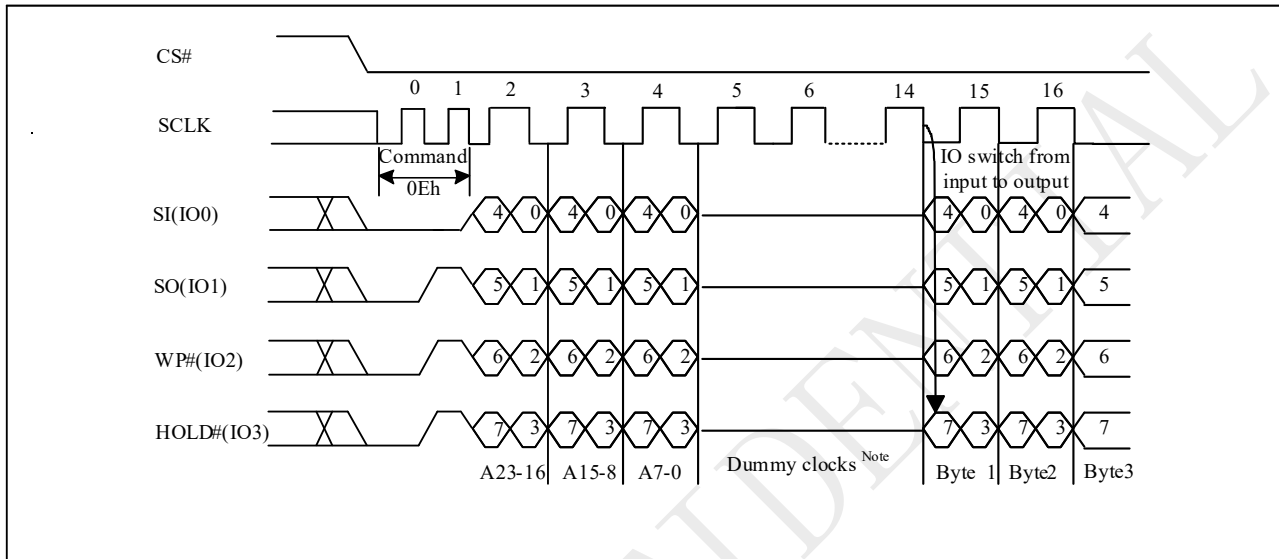 CS#
0 1 2 3 4 5 6 14 15 16
SCLK
Command
0Eh
IO switch from
input to output
SI(IO0) 4 0 4 0 4 0 4 0 4 0 4
SO(IO1) 5 1 5 1 5 1 5 1 5 1 5
WP#(IO2) 6 2 6 2 6 2 6 2 6 2 6
HOLD#(IO3) 7 3 7 3 7 3 7 3 7 3 7
A23-16 A15-8 A7-0 Dummy clocks Note Byte 1 Byte2 Byte3